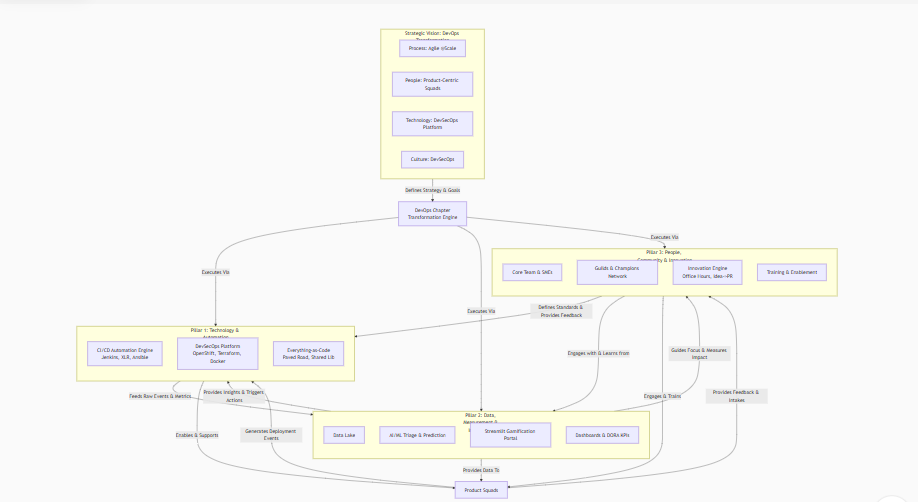 Strategic Vision: DevOps
Transformation
Process: Agile @Scale
People: Product-Centric
Squads
Technology: DevSecOps
Platform
Culture: DevSecOps
Defines Strategy & Goals
DevOps Chapter
Transformation Engine
Executes Via
Executes Via
Executes Via
Pillar 3: People,
Community & Innovation
Core Team & SMEs
Guilds & Champions
Network
Innovation Engine
Office Hours, Idea->PR
Training & Enablement
Defines Standards &
Provides Feedback
Pillar 1: Technology &
Automation
CI/CD Automation Engine
Jenkins, XLR, Ansible
DevSecOps Platform
OpenShift, Terraform,
Docker
Everything-as-Code
Paved Road, Shared Lib
Engages with & Learns from
Guides Focus & Measures
Impact
Feeds Raw Events & Metrics
Provides Insights & Triggers
Actions
Engages & Trains
Provides Feedback &
Intakes
Enables & Supports
Generates Deployment
Events
Pillar 2: Data,
Measurement &
Data Lake
AI/ML Triage & Prediction
Streamlit Gamification
Portal
Dashboards & DORA KPIs
Provides Data To
Product Squads